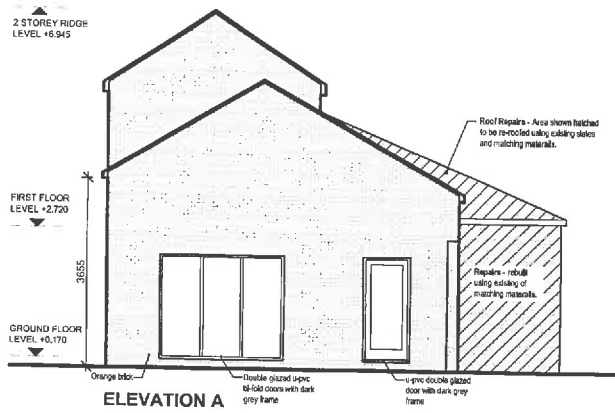 2 STOREY RIDGE
LEVEL +6.945
Roof Repairs - Area shown hatched
to be re-roofed using existing slates
and matching materails.
FIRST FLOOR
LEVEL +2.720
3655
Repairs - rebuilt
using existing of
matching materails.
GROUND FLOOR
LEVEL +0.170
Orange brick
Double glazed u-pvc
bi-fold doors with dark
grey frame
u-pvc double glazed
door with dark grey
frame
ELEVATION A